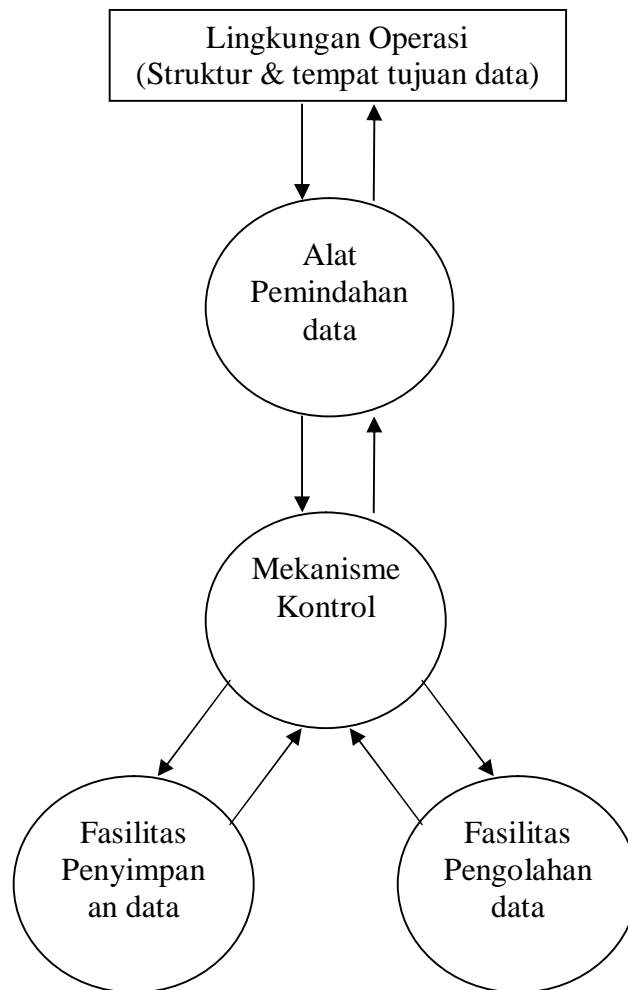 Lingkungan Operasi
(Struktur & tempat tujuan data)
Alat
Pemindahan
data
Mekanisme
Kontrol
Fasilitas
Penyimpan
an data
Fasilitas
Pengolahan
data